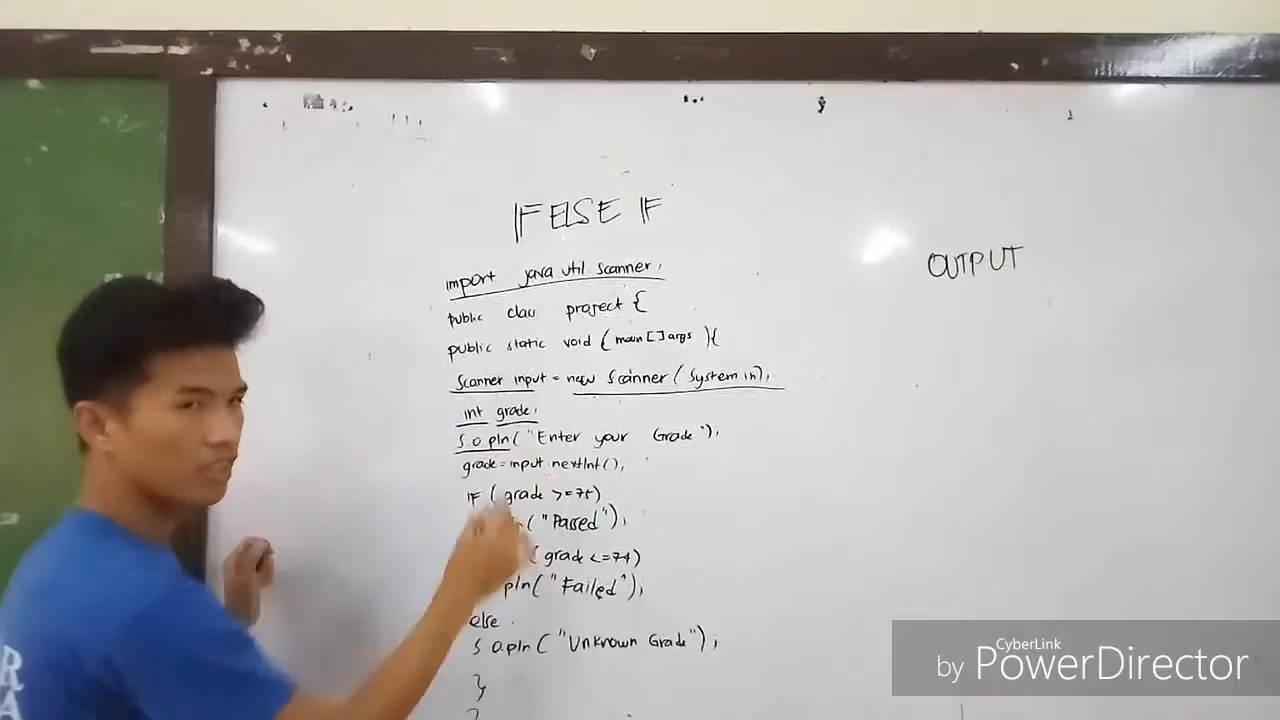 IF ELSE IF
import java util scanner;
public class project {
public static void (main [] args ){
Scanner input = new Scanner ( System in);
int grade;
S.o.pln( "Enter your Grade");
grade = input nextInt();
IF ( grade >=75)
("Passed");
( grade <=74)
pln( "Failed");
else
S O.pln ( "Unknown Grade");
}
}
OUTPUT
RA
CyberLink
by PowerDirector